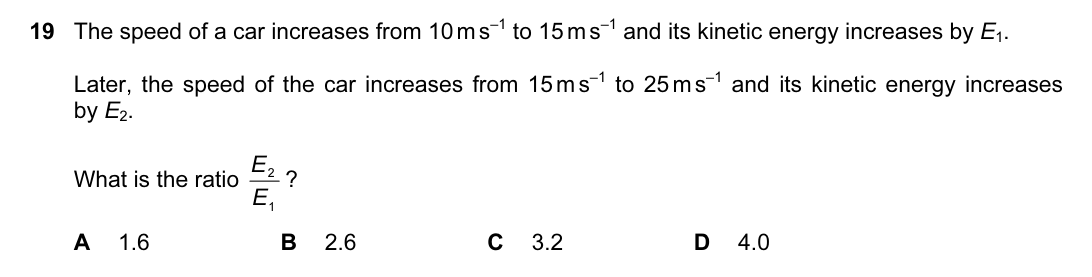 19 The speed of a car increases from 10 m s⁻¹ to 15 m s⁻¹ and its kinetic energy increases by E₁.
Later, the speed of the car increases from 15 m s⁻¹ to 25 m s⁻¹ and its kinetic energy increases
by E₂.
What is the ratio E₂/E₁ ?
A 1.6 B 2.6 C 3.2 D 4.0